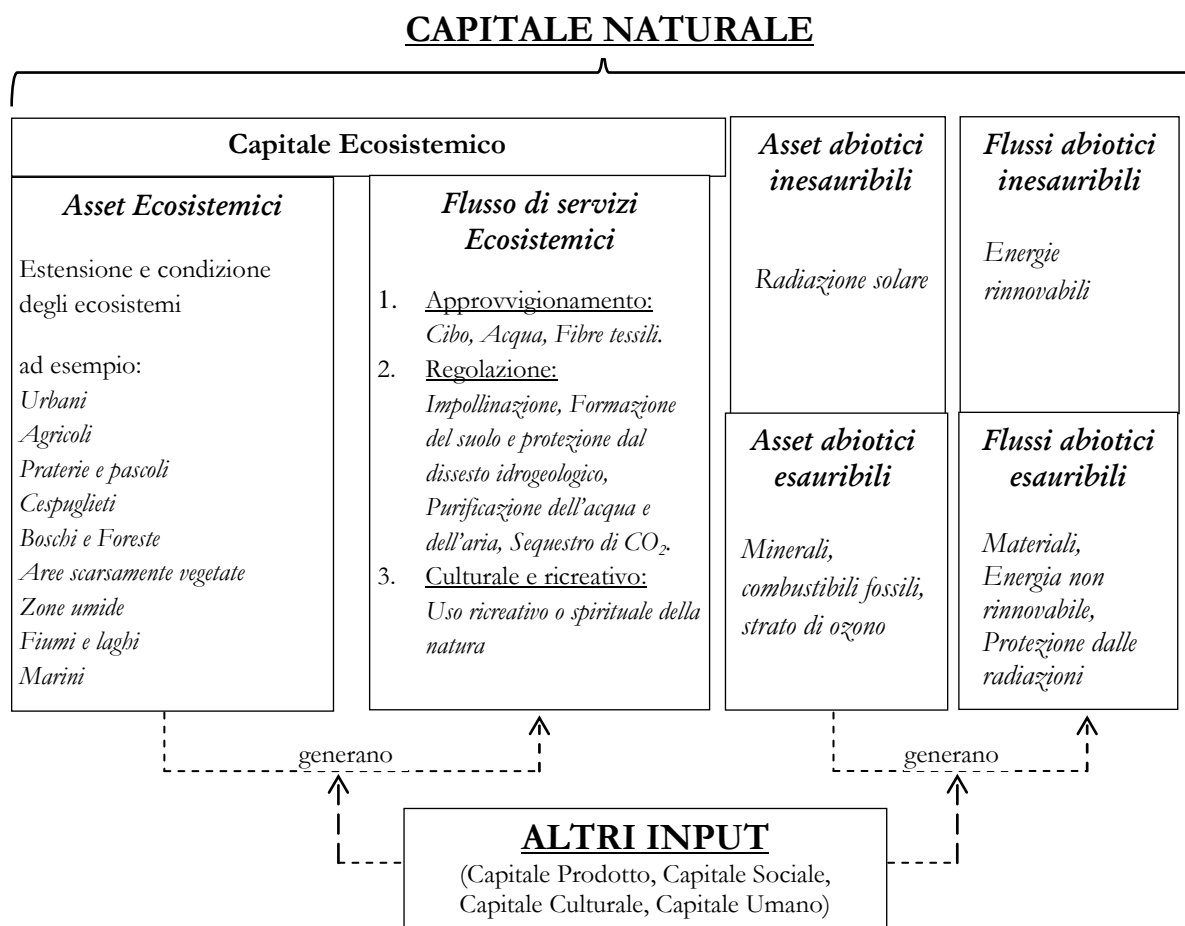 CAPITALE NATURALE
Capitale Ecosistemico
Asset Ecosistemici
Estensione e condizione
degli ecosistemi
ad esempio:
Urbani
Agricoli
Praterie e pascoli
Cespuglieti
Boschi e Foreste
Aree scarsamente vegetate
Zone umide
Fiumi e laghi
Marini
Flusso di servizi
Ecosistemici
1. Approvvigionamento:
Cibo, Acqua, Fibre tessili.
2. Regolazione:
Impollinazione, Formazione
del suolo e protezione dal
dissesto idrogeologico,
Purificazione dell'acqua e
dell'aria, Sequestro di CO₂.
3. Culturale e ricreativo:
Uso ricreativo o spirituale della
natura
Asset abiotici
inesauribili
Radiazione solare
Flussi abiotici
inesauribili
Energie
rinnovabili
Asset abiotici
esauribili
Minerali,
combustibili fossili,
strato di ozono
Flussi abiotici
esauribili
Materiali,
Energia non
rinnovabile,
Protezione dalle
radiazioni
generano
generano
ALTRI INPUT
(Capitale Prodotto, Capitale Sociale,
Capitale Culturale, Capitale Umano)